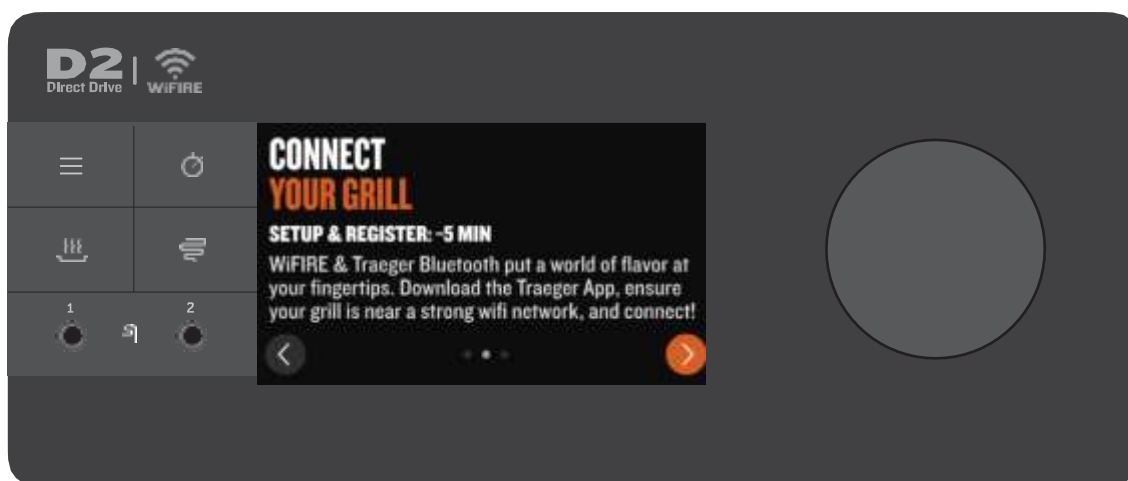 D2
Direct Drive
WiFIRE
1
2
CONNECT
YOUR GRILL
SETUP & REGISTER: ~5 MIN
WiFIRE & Traeger Bluetooth put a world of flavor at
your fingertips. Download the Traeger App, ensure
your grill is near a strong wifi network, and connect!